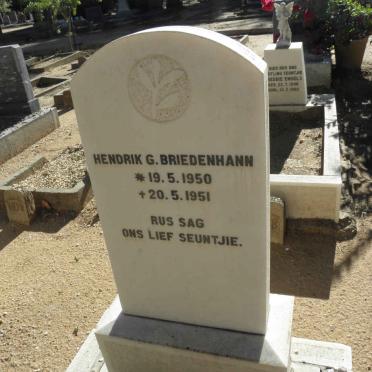 HENDRIK G. BRIEDENHANN
* 19.5.1950
+ 20.5.1951
RUS SAG
ONS LIEF SEUNTJIE.